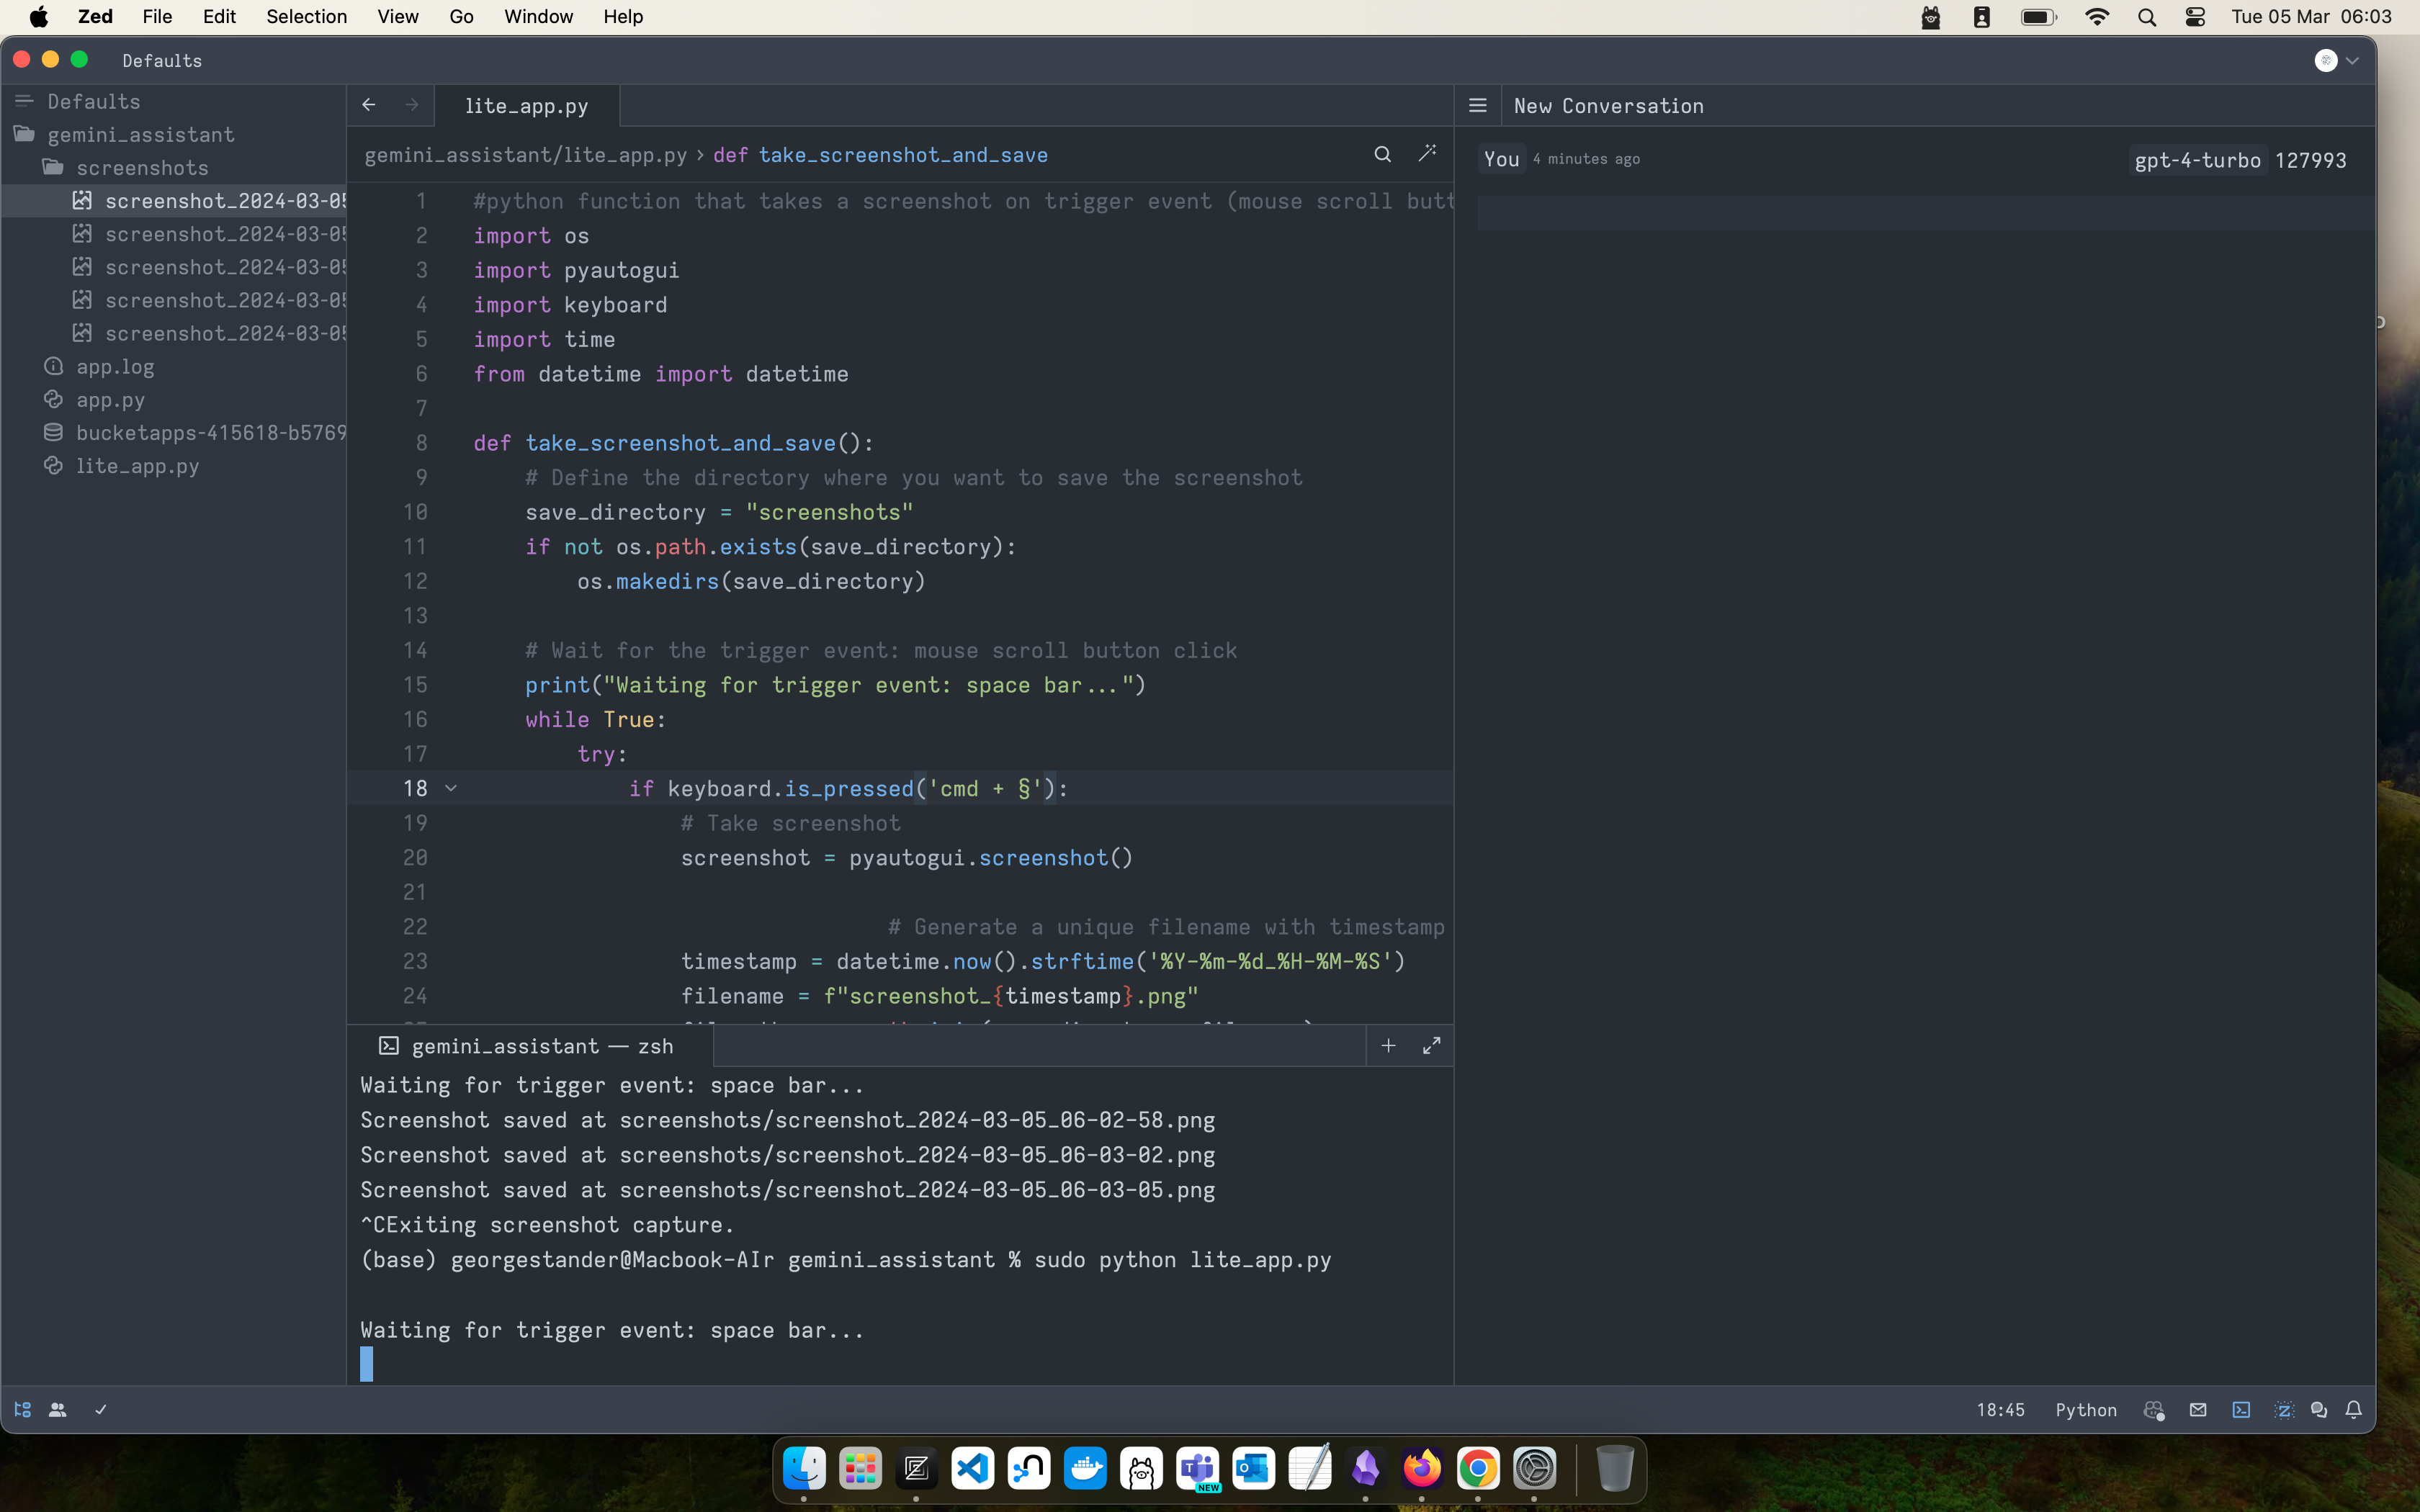 Zed File Edit Selection View Go Window Help Tue 05 Mar 06:03
Defaults
Defaults
gemini_assistant
screenshots
screenshot_2024-03-05
screenshot_2024-03-05
screenshot_2024-03-05
screenshot_2024-03-05
screenshot_2024-03-05
app.log
app.py
bucketapps-415618-b5769
lite_app.py
lite_app.py
gemini_assistant/lite_app.py › def take_screenshot_and_save
1 #python function that takes a screenshot on trigger event (mouse scroll butt
2 import os
3 import pyautogui
4 import keyboard
5 import time
6 from datetime import datetime
7
8 def take_screenshot_and_save():
9 # Define the directory where you want to save the screenshot
10 save_directory = "screenshots"
11 if not os.path.exists(save_directory):
12 os.makedirs(save_directory)
13
14 # Wait for the trigger event: mouse scroll button click
15 print("Waiting for trigger event: space bar...")
16 while True:
17 try:
18 if keyboard.is_pressed('cmd + §'):
19 # Take screenshot
20 screenshot = pyautogui.screenshot()
21
22 # Generate a unique filename with timestamp
23 timestamp = datetime.now().strftime('%Y-%m-%d_%H-%M-%S')
24 filename = f"screenshot_{timestamp}.png"
gemini_assistant — zsh
Waiting for trigger event: space bar...
Screenshot saved at screenshots/screenshot_2024-03-05_06-02-58.png
Screenshot saved at screenshots/screenshot_2024-03-05_06-03-02.png
Screenshot saved at screenshots/screenshot_2024-03-05_06-03-05.png
^CExiting screenshot capture.
(base) georgestander@Macbook-AIr gemini_assistant % sudo python lite_app.py
Waiting for trigger event: space bar...
New Conversation
You 4 minutes ago gpt-4-turbo 127993
18:45 Python
NEW